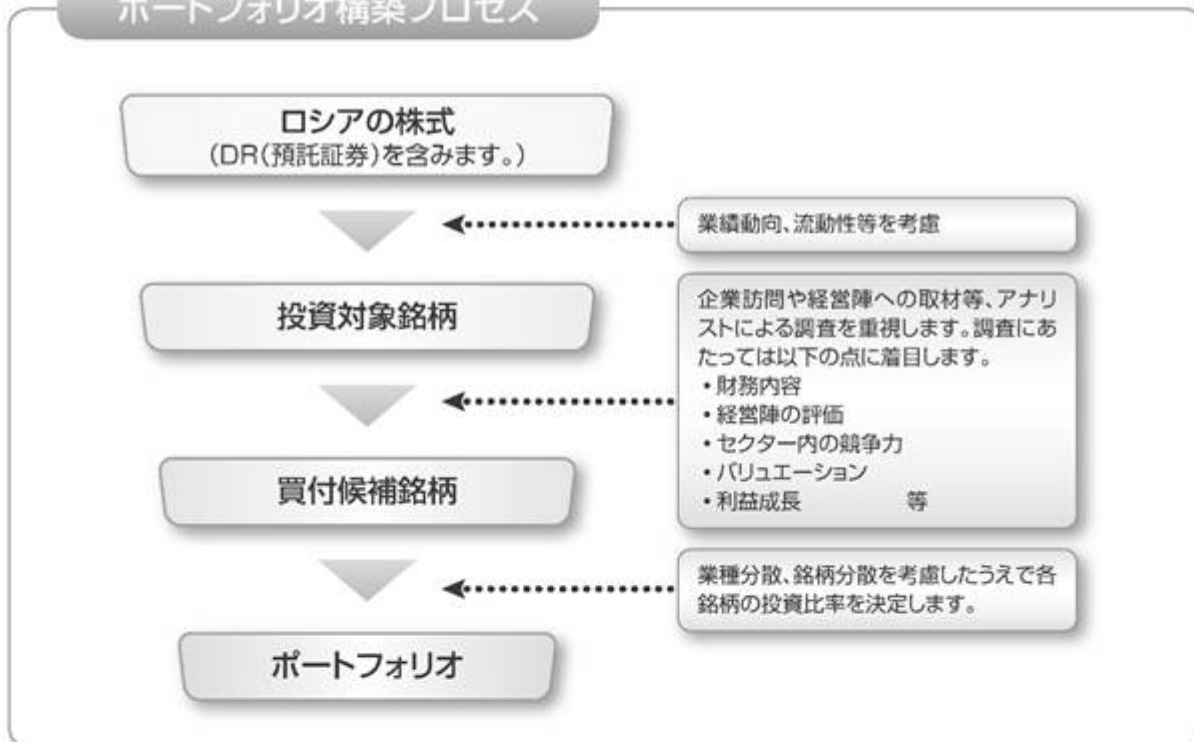 ポートフォリオ構築プロセス
ロシアの株式
(DR(預託証券)を含みます。)
業績動向、流動性等を考慮
投資対象銘柄
企業訪問や経営陣への取材等、アナリ
ストによる調査を重視します。調査にあ
たっては以下の点に着目します。
・財務内容
・経営陣の評価
・セクター内の競争力
・バリュエーション
・利益成長 等
買付候補銘柄
業種分散、銘柄分散を考慮したうえで各
銘柄の投資比率を決定します。
ポートフォリオ